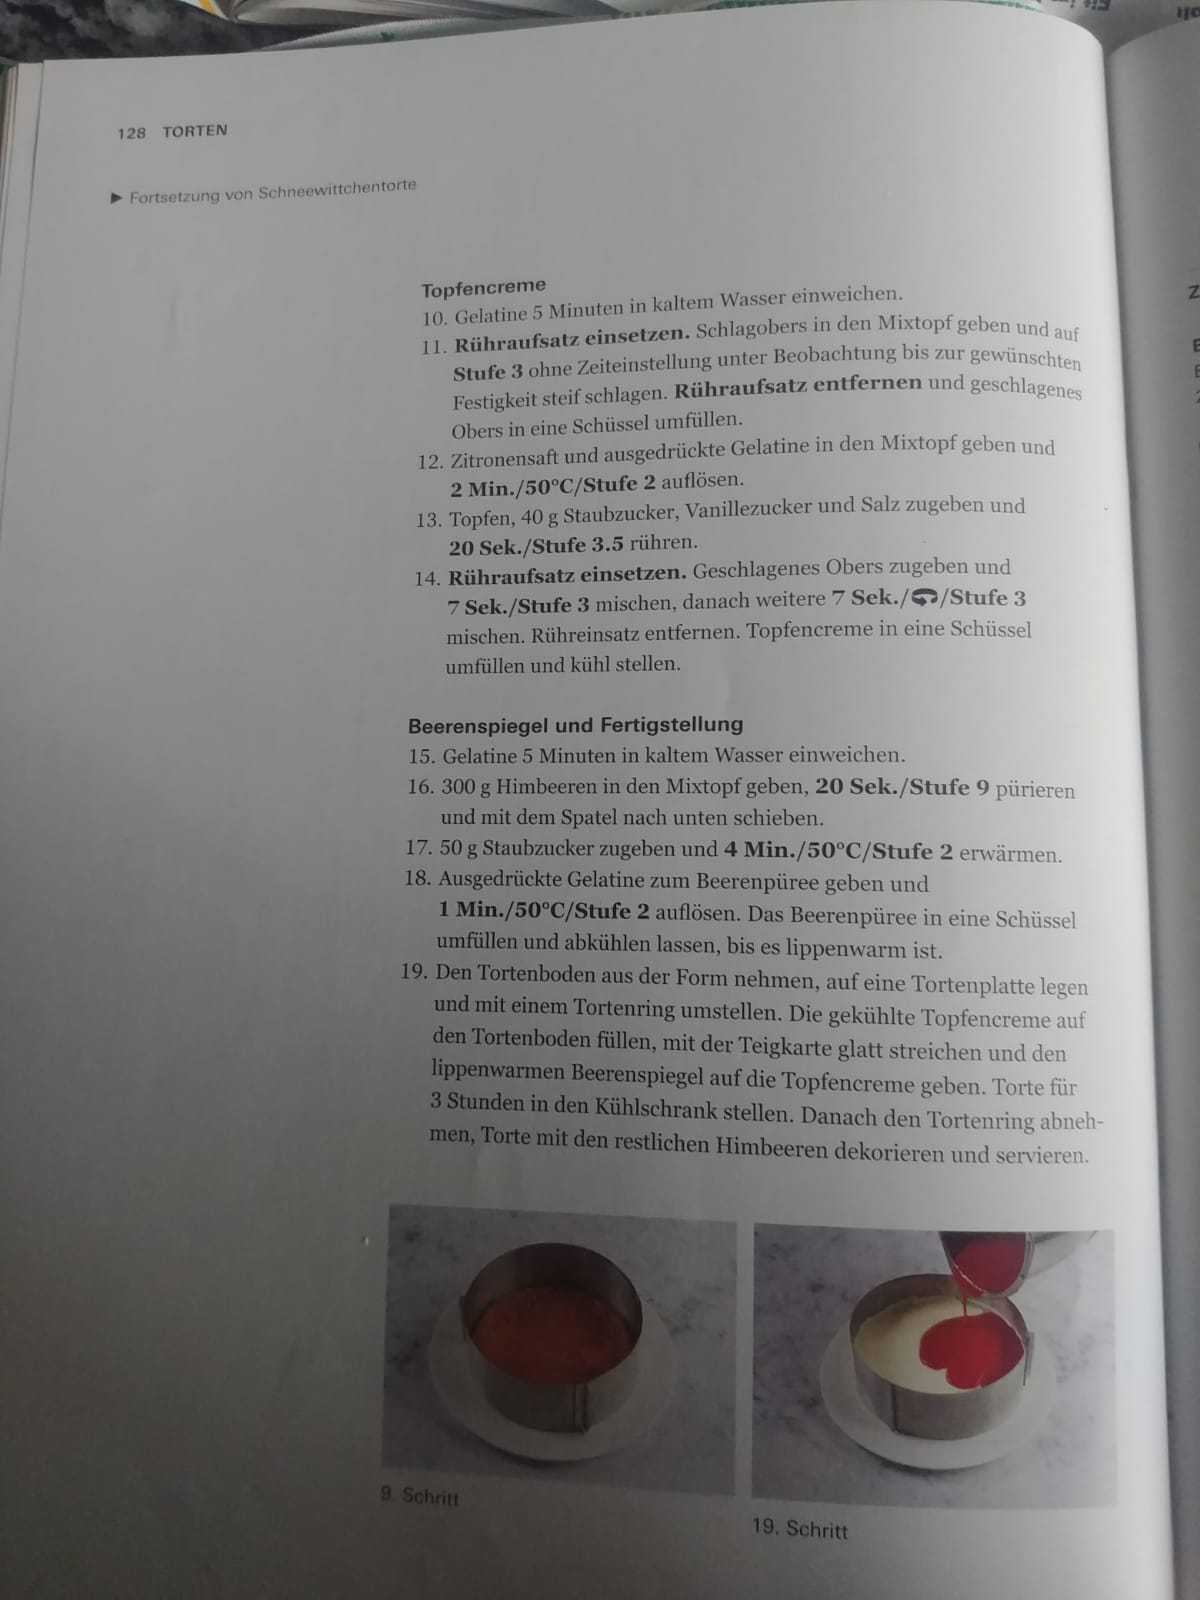 128 TORTEN
▶ Fortsetzung von Schneewittchentorte
Topfencreme
10. Gelatine 5 Minuten in kaltem Wasser einweichen.
11. Rühraufsatz einsetzen. Schlagobers in den Mixtopf geben und auf
Stufe 3 ohne Zeiteinstellung unter Beobachtung bis zur gewünschten
Festigkeit steif schlagen. Rühraufsatz entfernen und geschlagenes
Obers in eine Schüssel umfüllen.
12. Zitronensaft und ausgedrückte Gelatine in den Mixtopf geben und
2 Min./50°C/Stufe 2 auflösen.
13. Topfen, 40 g Staubzucker, Vanillezucker und Salz zugeben und
20 Sek./Stufe 3.5 rühren.
14. Rühraufsatz einsetzen. Geschlagenes Obers zugeben und
7 Sek./Stufe 3 mischen, danach weitere 7 Sek./ /Stufe 3
mischen. Rühreinsatz entfernen. Topfencreme in eine Schüssel
umfüllen und kühl stellen.
Beerenspiegel und Fertigstellung
15. Gelatine 5 Minuten in kaltem Wasser einweichen.
16. 300 g Himbeeren in den Mixtopf geben, 20 Sek./Stufe 9 pürieren
und mit dem Spatel nach unten schieben.
17. 50 g Staubzucker zugeben und 4 Min./50°C/Stufe 2 erwärmen.
18. Ausgedrückte Gelatine zum Beerenpüree geben und
1 Min./50°C/Stufe 2 auflösen. Das Beerenpüree in eine Schüssel
umfüllen und abkühlen lassen, bis es lippenwarm ist.
19. Den Tortenboden aus der Form nehmen, auf eine Tortenplatte legen
und mit einem Tortenring umstellen. Die gekühlte Topfencreme auf
den Tortenboden füllen, mit der Teigkarte glatt streichen und den
lippenwarmen Beerenspiegel auf die Topfencreme geben. Torte für
3 Stunden in den Kühlschrank stellen. Danach den Tortenring abneh-
men, Torte mit den restlichen Himbeeren dekorieren und servieren.
9. Schritt
19. Schritt